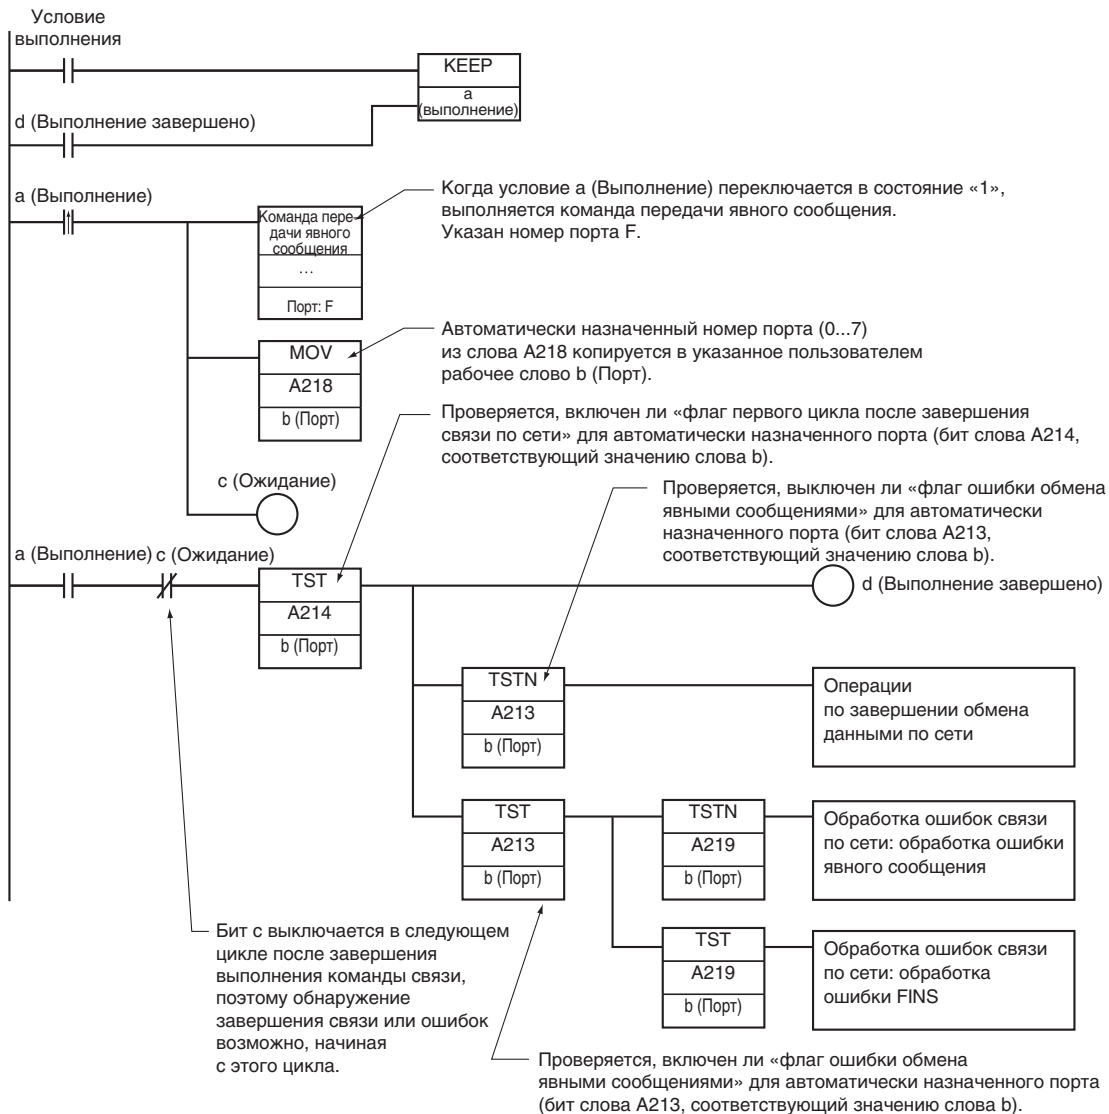 Условие
выполнения
KEEP
a
(выполнение)
d (Выполнение завершено)
a (Выполнение)
Команда пере-
дачи явного
сообщения
...
Порт: F
Когда условие a (Выполнение) переключается в состояние «1»,
выполняется команда передачи явного сообщения.
Указан номер порта F.
MOV
A218
b (Порт)
Автоматически назначенный номер порта (0...7)
из слова A218 копируется в указанное пользователем
рабочее слово b (Порт).
Проверяется, включен ли «флаг первого цикла после завершения
связи по сети» для автоматически назначенного порта (бит слова A214,
соответствующий значению слова b).
c (Ожидание)
Проверяется, выключен ли «флаг ошибки обмена
явными сообщениями» для автоматически
назначенного порта (бит слова A213,
соответствующий значению слова b).
a (Выполнение) c (Ожидание)
TST
A214
b (Порт)
d (Выполнение завершено)
TSTN
A213
b (Порт)
Операции
по завершении обмена
данными по сети
TST
A213
b (Порт)
TSTN
A219
b (Порт)
Обработка ошибок связи
по сети: обработка ошибки
явного сообщения
TST
A219
b (Порт)
Обработка ошибок связи
по сети: обработка
ошибки FINS
Бит c выключается в следующем
цикле после завершения
выполнения команды связи,
поэтому обнаружение
завершения связи или ошибок
возможно, начиная
с этого цикла.
Проверяется, включен ли «флаг ошибки обмена
явными сообщениями» для автоматически назначенного порта
(бит слова A213, соответствующий значению слова b).